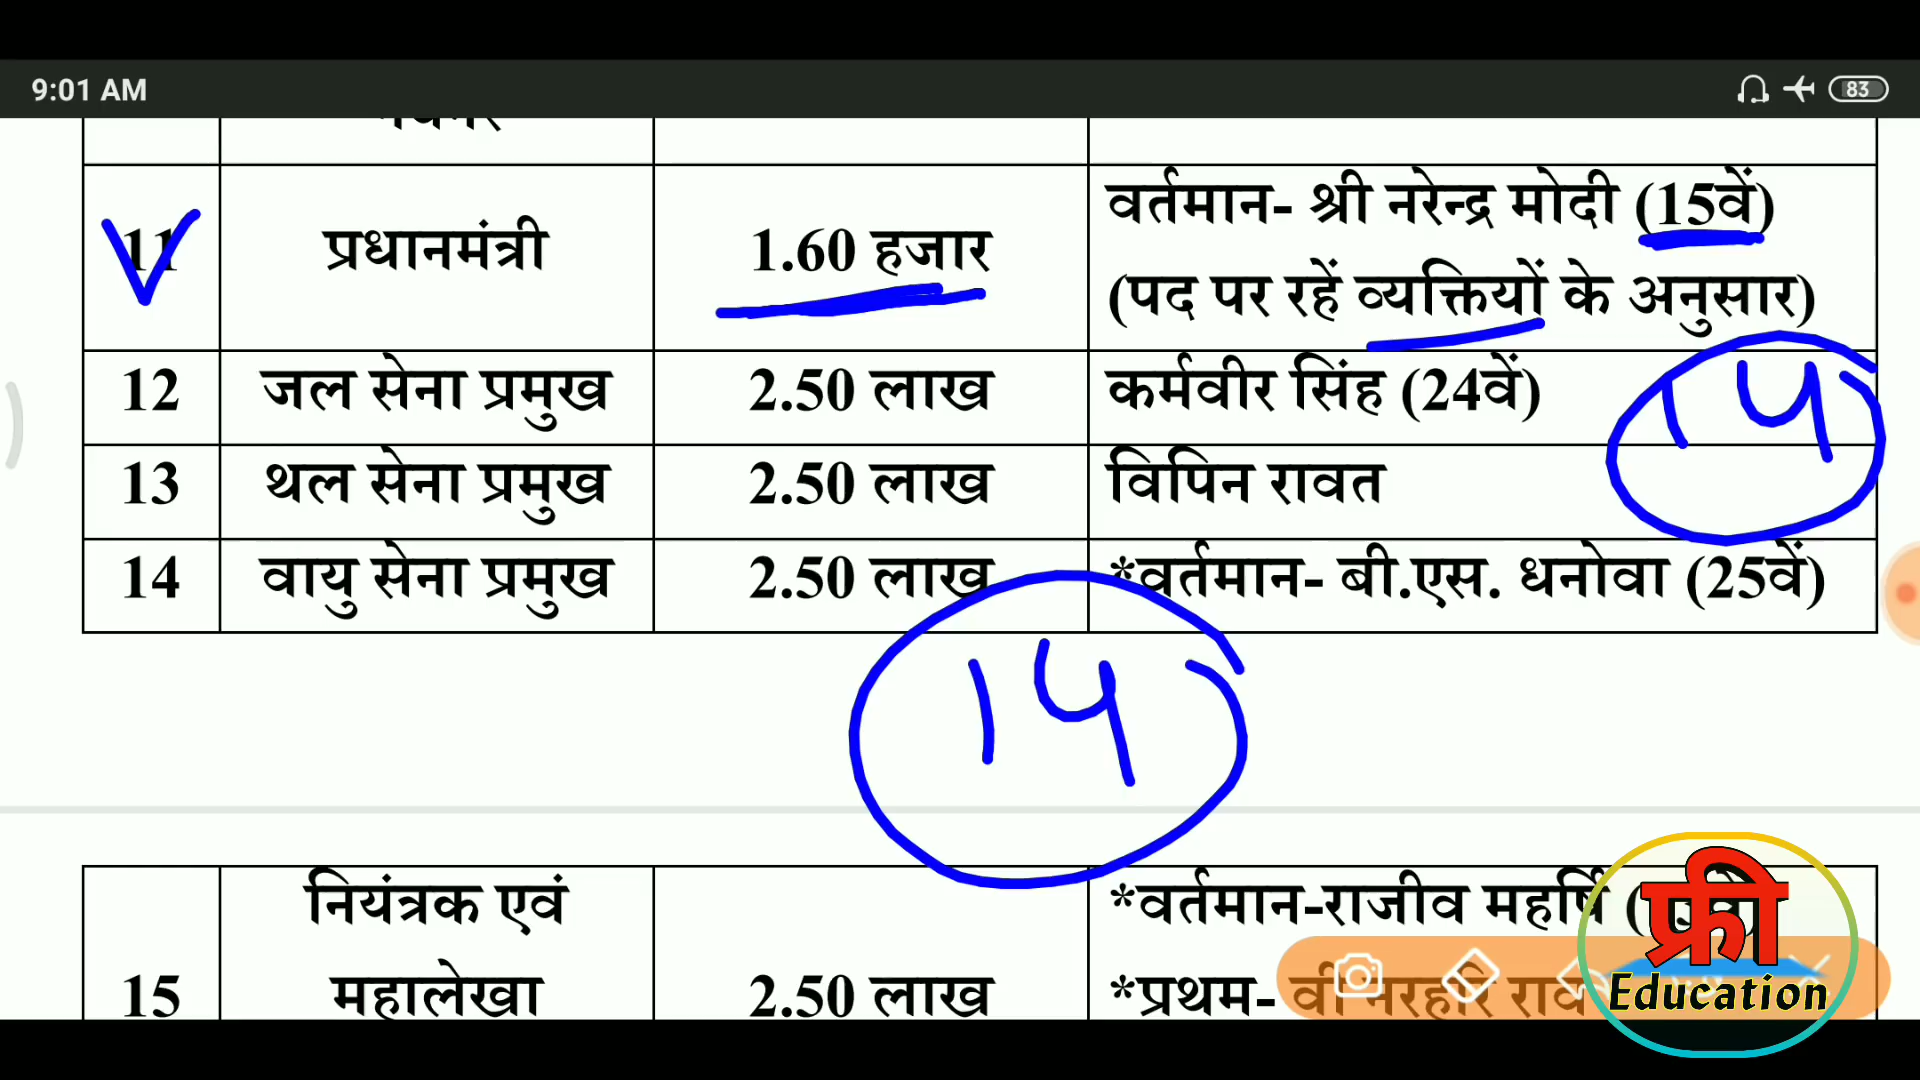 9:01 AM
83
11 प्रधानमंत्री 1.60 हजार वर्तमान- श्री नरेन्द्र मोदी (15वें)
(पद पर रहें व्यक्तियों के अनुसार)
12 जल सेना प्रमुख 2.50 लाख कर्मवीर सिंह (24वें)
14
13 थल सेना प्रमुख 2.50 लाख विपिन रावत
14 वायु सेना प्रमुख 2.50 लाख *वर्तमान- बी.एस. धनोवा (25वें)
14
नियंत्रक एवं *वर्तमान-राजीव महर्षि
15 महालेखा 2.50 लाख *प्रथम- वी नरहरि
फ्री
Education